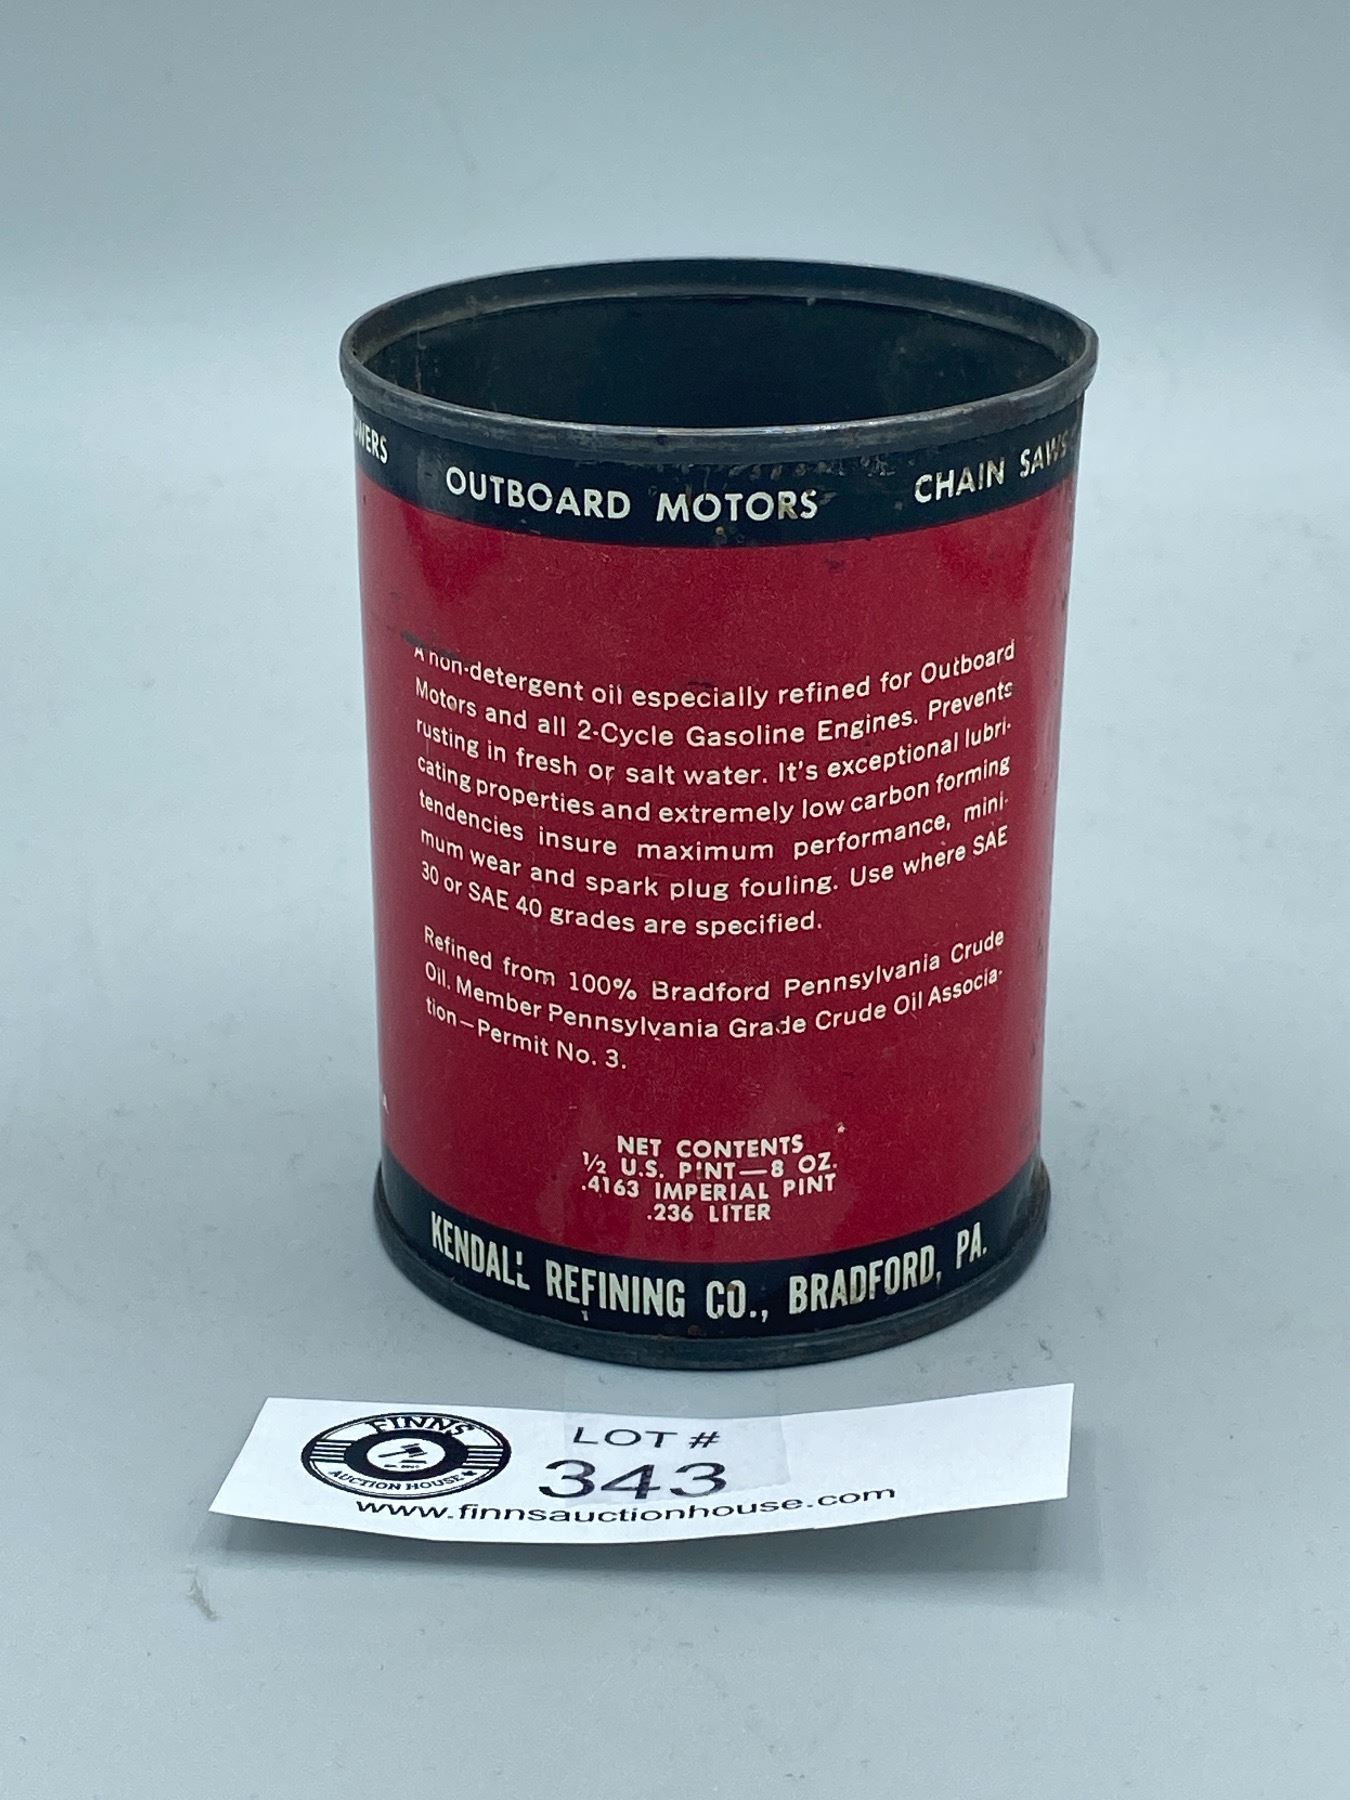 OUTBOARD MOTORS CHAIN SAWS
A non-detergent oil especially refined for Outboard
Motors and all 2-Cycle Gasoline Engines. Prevents
rusting in fresh or salt water. It's exceptional lubri-
cating properties and extremely low carbon forming
tendencies insure maximum performance, mini-
mum wear and spark plug fouling. Use where SAE
30 or SAE 40 grades are specified.
Refined from 100% Bradford Pennsylvania Crude
Oil. Member Pennsylvania Grade Crude Oil Associa-
tion—Permit No. 3.
NET CONTENTS
½ U.S. PINT—8 OZ.
.4163 IMPERIAL PINT
.236 LITER
KENDALL REFINING CO., BRADFORD, PA.
FINNS
AUCTION HOUSE
LOT #
343
www.finnsauctionhouse.com